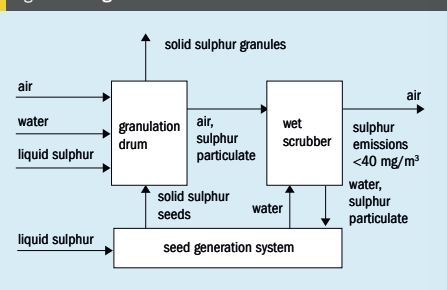 solid sulphur granules
air
water
liquid sulphur
granulation
drum
air,
sulphur
particulate
wet
scrubber
air
sulphur
emissions
<40 mg/m³
water,
sulphur
particulate
solid sulphur
seeds
water
liquid sulphur
seed generation system